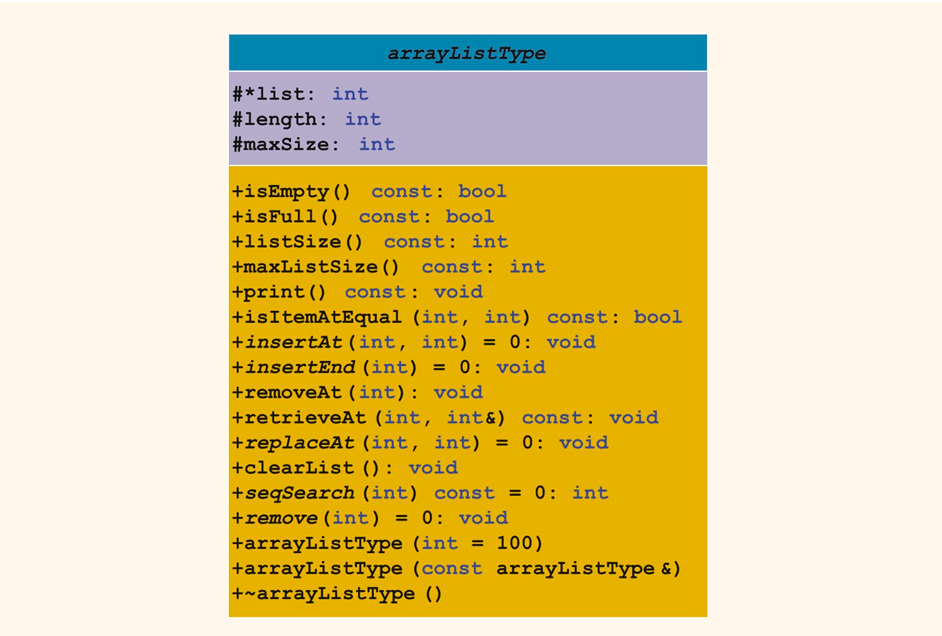 arrayListType
#*list: int
#length: int
#maxSize: int
+isEmpty() const: bool
+isFull() const: bool
+listSize() const: int
+maxListSize() const: int
+print() const: void
+isItemAtEqual(int, int) const: bool
+insertAt(int, int) = 0: void
+insertEnd(int) = 0: void
+removeAt(int): void
+retrieveAt(int, int&) const: void
+replaceAt(int, int) = 0: void
+clearList(): void
+seqSearch(int) const = 0: int
+remove(int) = 0: void
+arrayListType(int = 100)
+arrayListType(const arrayListType&)
+~arrayListType()